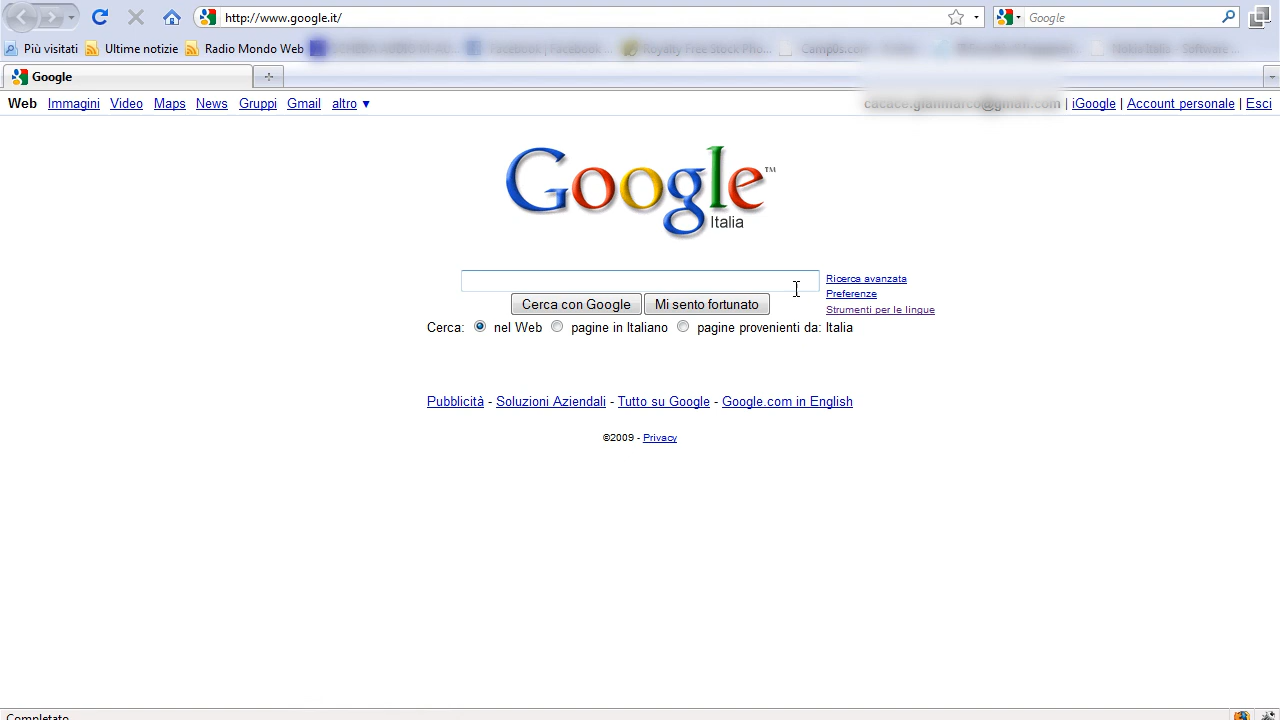 http://www.google.it/
Google
Più visitati Ultime notizie Radio Mondo Web
Google
Web Immagini Video Maps News Gruppi Gmail altro ▼ | iGoogle | Account personale | Esci
Google™
Italia
Ricerca avanzata
Preferenze
Strumenti per le lingue
Cerca con Google Mi sento fortunato
Cerca: nel Web pagine in Italiano pagine provenienti da: Italia
Pubblicità - Soluzioni Aziendali - Tutto su Google - Google.com in English
©2009 - Privacy
Completato